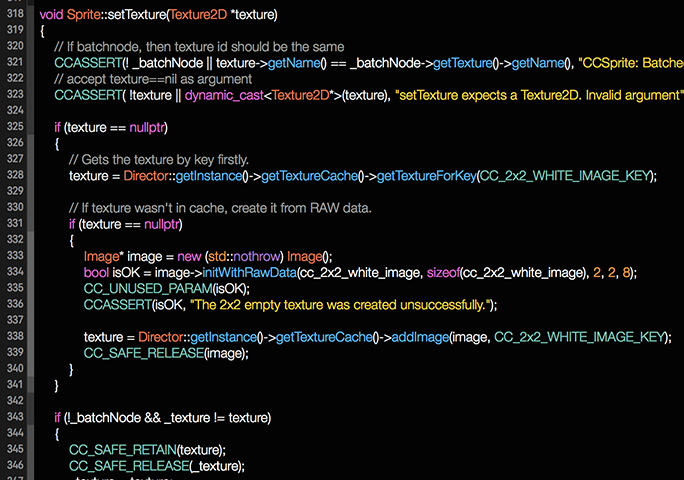 318 void Sprite::setTexture(Texture2D *texture)
319 {
320 // If batchnode, then texture id should be the same
321 CCASSERT(! _batchNode || texture->getName() == _batchNode->getTexture()->getName(), "CCSprite: Batche
322 // accept texture==nil as argument
323 CCASSERT( !texture || dynamic_cast<Texture2D*>(texture), "setTexture expects a Texture2D. Invalid argument"
324
325 if (texture == nullptr)
326 {
327 // Gets the texture by key firstly.
328 texture = Director::getInstance()->getTextureCache()->getTextureForKey(CC_2x2_WHITE_IMAGE_KEY);
329
330 // If texture wasn't in cache, create it from RAW data.
331 if (texture == nullptr)
332 {
333 Image* image = new (std::nothrow) Image();
334 bool isOK = image->initWithRawData(cc_2x2_white_image, sizeof(cc_2x2_white_image), 2, 2, 8);
335 CC_UNUSED_PARAM(isOK);
336 CCASSERT(isOK, "The 2x2 empty texture was created unsuccessfully.");
337
338 texture = Director::getInstance()->getTextureCache()->addImage(image, CC_2x2_WHITE_IMAGE_KEY);
339 CC_SAFE_RELEASE(image);
340 }
341 }
342
343 if (!_batchNode && _texture != texture)
344 {
345 CC_SAFE_RETAIN(texture);
346 CC_SAFE_RELEASE(_texture);